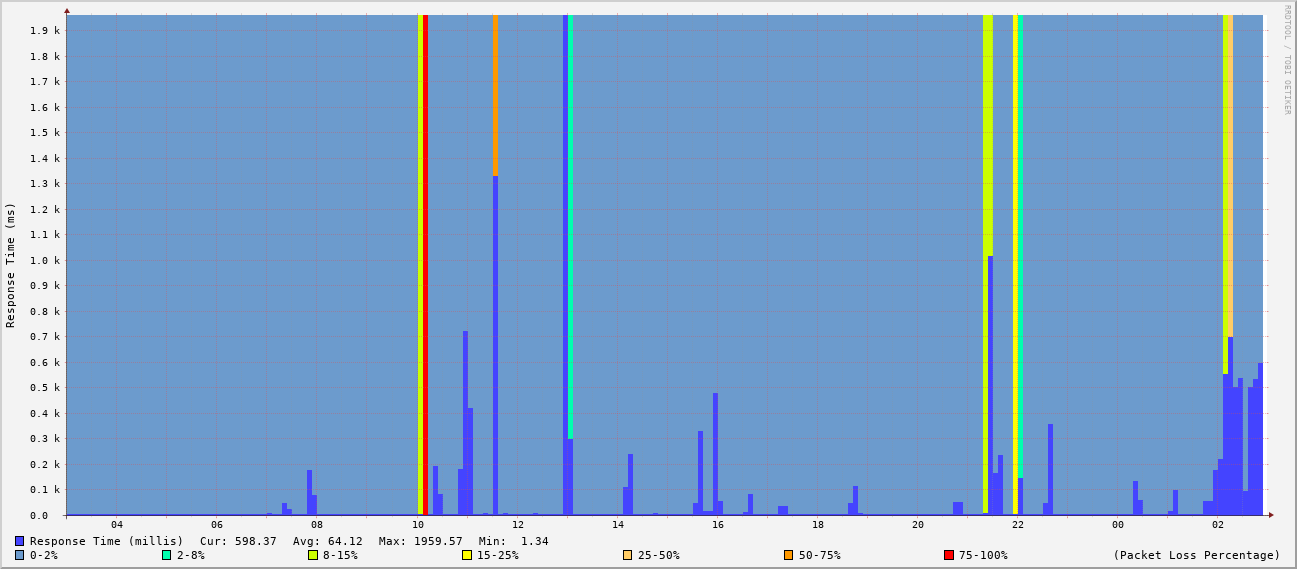 1.9 k
1.8 k
1.7 k
1.6 k
1.5 k
1.4 k
1.3 k
1.2 k
1.1 k
1.0 k
0.9 k
0.8 k
0.7 k
0.6 k
0.5 k
0.4 k
0.3 k
0.2 k
0.1 k
0.0
Response Time (ms)
RRDTOOL / TOBI OETIKER
04 06 08 10 12 14 16 18 20 22 00 02
Response Time (millis) Cur: 598.37 Avg: 64.12 Max: 1959.57 Min: 1.34
0-2% 2-8% 8-15% 15-25% 25-50% 50-75% 75-100% (Packet Loss Percentage)